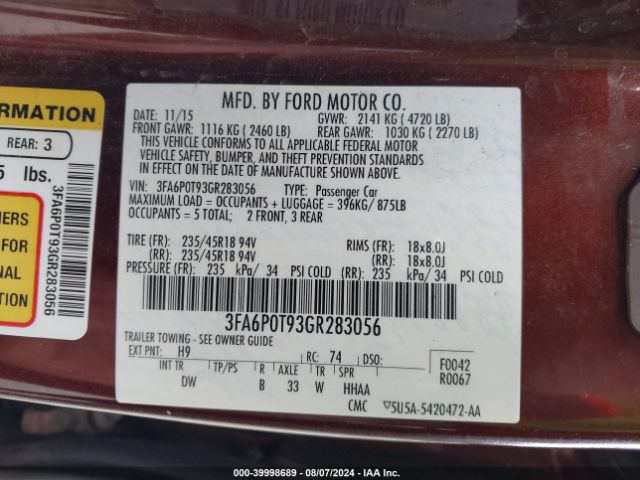 BY FORD MOTOR CO.
RMATION
REAR: 3
5 lbs.
3FA6P0T93GR283056
NERS
FOR
NAL
N
MFD. BY FORD MOTOR CO.
DATE: 11/15 GVWR: 2141 KG ( 4720 LB)
FRONT GAWR: 1116 KG ( 2460 LB) REAR GAWR: 1030 KG ( 2270 LB)
THIS VEHICLE CONFORMS TO ALL APPLICABLE FEDERAL MOTOR
VEHICLE SAFETY, BUMPER, AND THEFT PREVENTION STANDARDS
IN EFFECT ON THE DATE OF MANUFACTURE SHOWN ABOVE.
VIN: 3FA6P0T93GR283056 TYPE: Passenger Car
MAXIMUM LOAD = OCCUPANTS + LUGGAGE = 396KG/ 875LB
OCCUPANTS = 5 TOTAL; 2 FRONT, 3 REAR
TIRE (FR): 235/45R18 94V RIMS (FR): 18x8.0J
(RR): 235/45R18 94V (RR): 18x8.0J
PRESSURE (FR): 235 kPa/ 34 PSI COLD (RR): 235 kPa/ 34 PSI COLD
3FA6P0T93GR283056
TRAILER TOWING - SEE OWNER GUIDE
EXT PNT: H9 RC: 74 DSO: F0042
INT TR TP/PS R AXLE TR SPR R0067
DW B 33 W HHAA
CMC ▽5U5A-5420472-AA
000-39998689 - 08/07/2024 - IAA Inc.